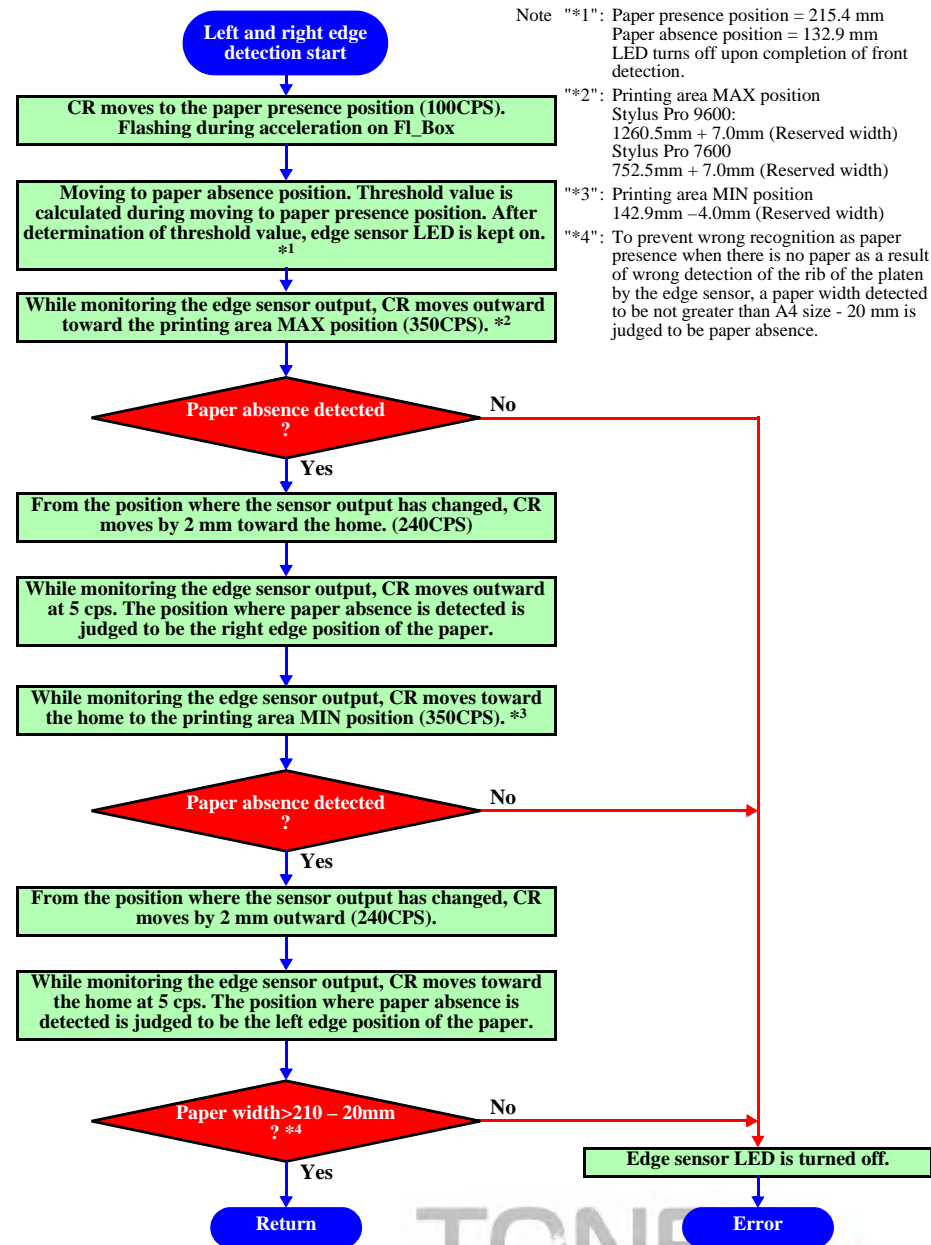 Left and right edge
detection start
CR moves to the paper presence position (100CPS).
Flashing during acceleration on Fl_Box
Moving to paper absence position. Threshold value is
calculated during moving to paper presence position. After
determination of threshold value, edge sensor LED is kept on.
*1
While monitoring the edge sensor output, CR moves outward
toward the printing area MAX position (350CPS). *2
Paper absence detected
?
No
Yes
From the position where the sensor output has changed, CR
moves by 2 mm toward the home. (240CPS)
While monitoring the edge sensor output, CR moves outward
at 5 cps. The position where paper absence is detected is
judged to be the right edge position of the paper.
While monitoring the edge sensor output, CR moves toward
the home to the printing area MIN position (350CPS). *3
Paper absence detected
?
No
Yes
From the position where the sensor output has changed, CR
moves by 2 mm outward (240CPS).
While monitoring the edge sensor output, CR moves toward
the home at 5 cps. The position where paper absence is
detected is judged to be the left edge position of the paper.
Paper width>210 – 20mm
? *4
No
Yes
Return
Edge sensor LED is turned off.
Error
Note "*1": Paper presence position = 215.4 mm
Paper absence position = 132.9 mm
LED turns off upon completion of front
detection.
"*2": Printing area MAX position
Stylus Pro 9600:
1260.5mm + 7.0mm (Reserved width)
Stylus Pro 7600
752.5mm + 7.0mm (Reserved width)
"*3": Printing area MIN position
142.9mm –4.0mm (Reserved width)
"*4": To prevent wrong recognition as paper
presence when there is no paper as a result
of wrong detection of the rib of the platen
by the edge sensor, a paper width detected
to be not greater than A4 size - 20 mm is
judged to be paper absence.